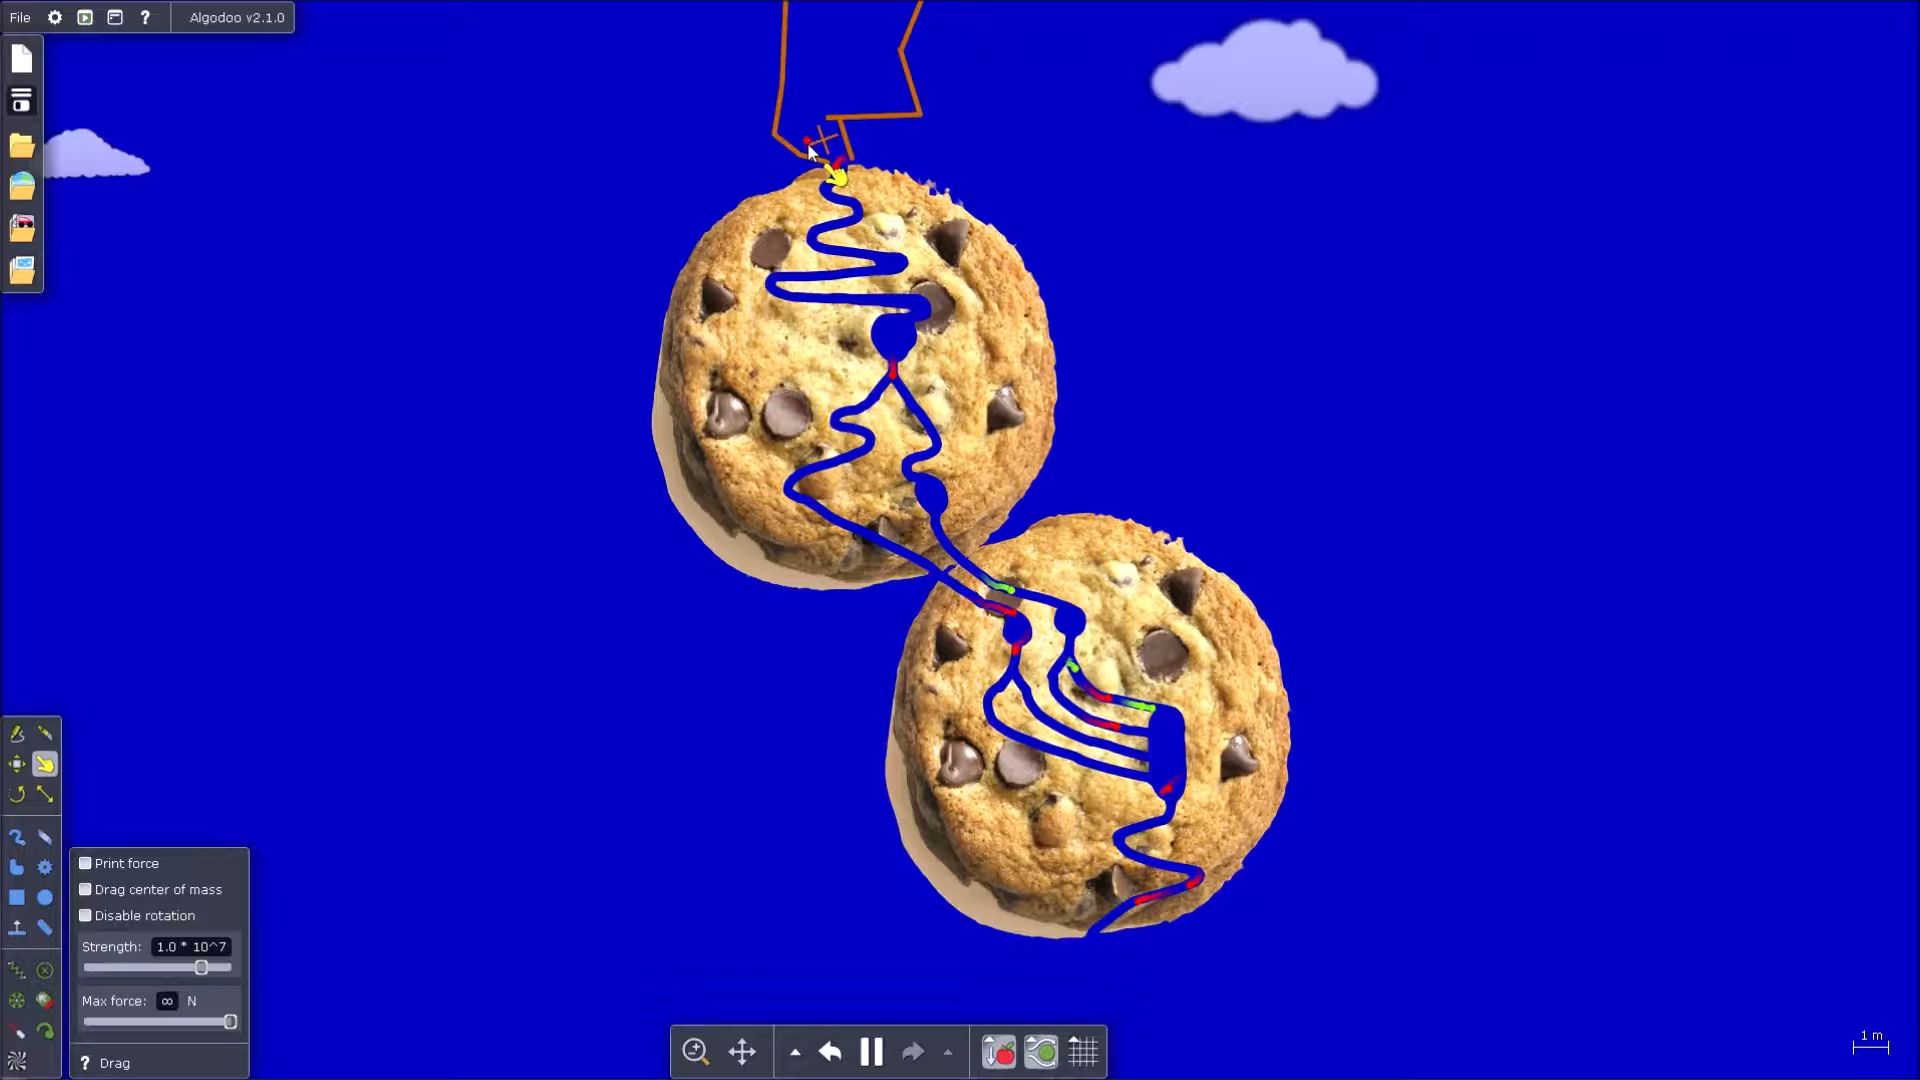 File ? Algodoo v2.1.0
Print force
Drag center of mass
Disable rotation
Strength: 1.0 * 10^7
Max force: ∞ N
? Drag
1 m